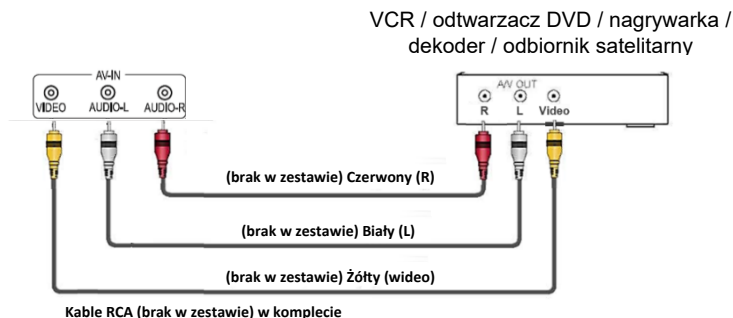 VCR / odtwarzacz DVD / nagrywarka /
dekoder / odbiornik satelitarny
AV-IN
VIDEO AUDIO-L AUDIO-R
A/V OUT
R L Video
(brak w zestawie) Czerwony (R)
(brak w zestawie) Biały (L)
(brak w zestawie) Żółty (wideo)
Kable RCA (brak w zestawie) w komplecie